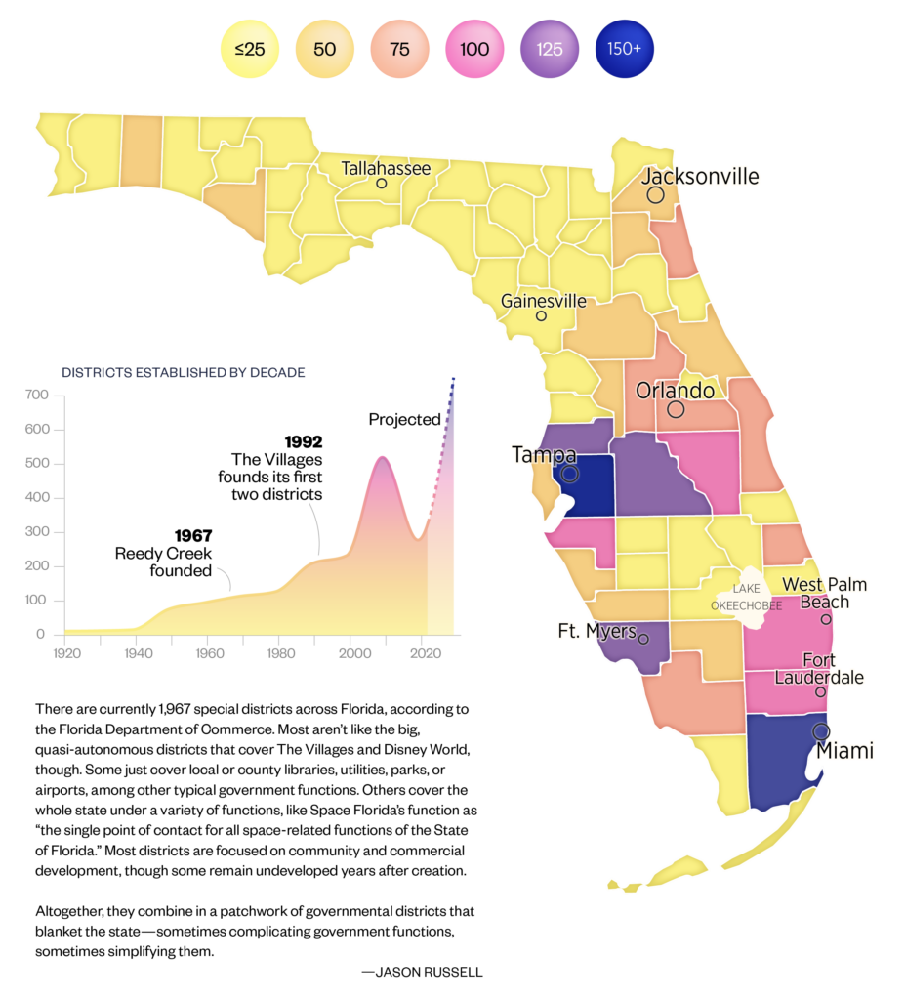 ≤25 50 75 100 125 150+
Tallahassee
Jacksonville
Gainesville
DISTRICTS ESTABLISHED BY DECADE
Orlando
700
600
500
400
300
200
100
0
Projected
1992
The Villages
founds its first
two districts
1967
Reedy Creek
founded
1920 1940 1960 1980 2000 2020
Tampa
LAKE
OKEECHOBEE
West Palm
Beach
Ft. Myers
Fort
Lauderdale
Miami
There are currently 1,967 special districts across Florida, according to
the Florida Department of Commerce. Most aren’t like the big,
quasi-autonomous districts that cover The Villages and Disney World,
though. Some just cover local or county libraries, utilities, parks, or
airports, among other typical government functions. Others cover the
whole state under a variety of functions, like Space Florida’s function as
“the single point of contact for all space-related functions of the State
of Florida.” Most districts are focused on community and commercial
development, though some remain undeveloped years after creation.
Altogether, they combine in a patchwork of governmental districts that
blanket the state—sometimes complicating government functions,
sometimes simplifying them.
—JASON RUSSELL